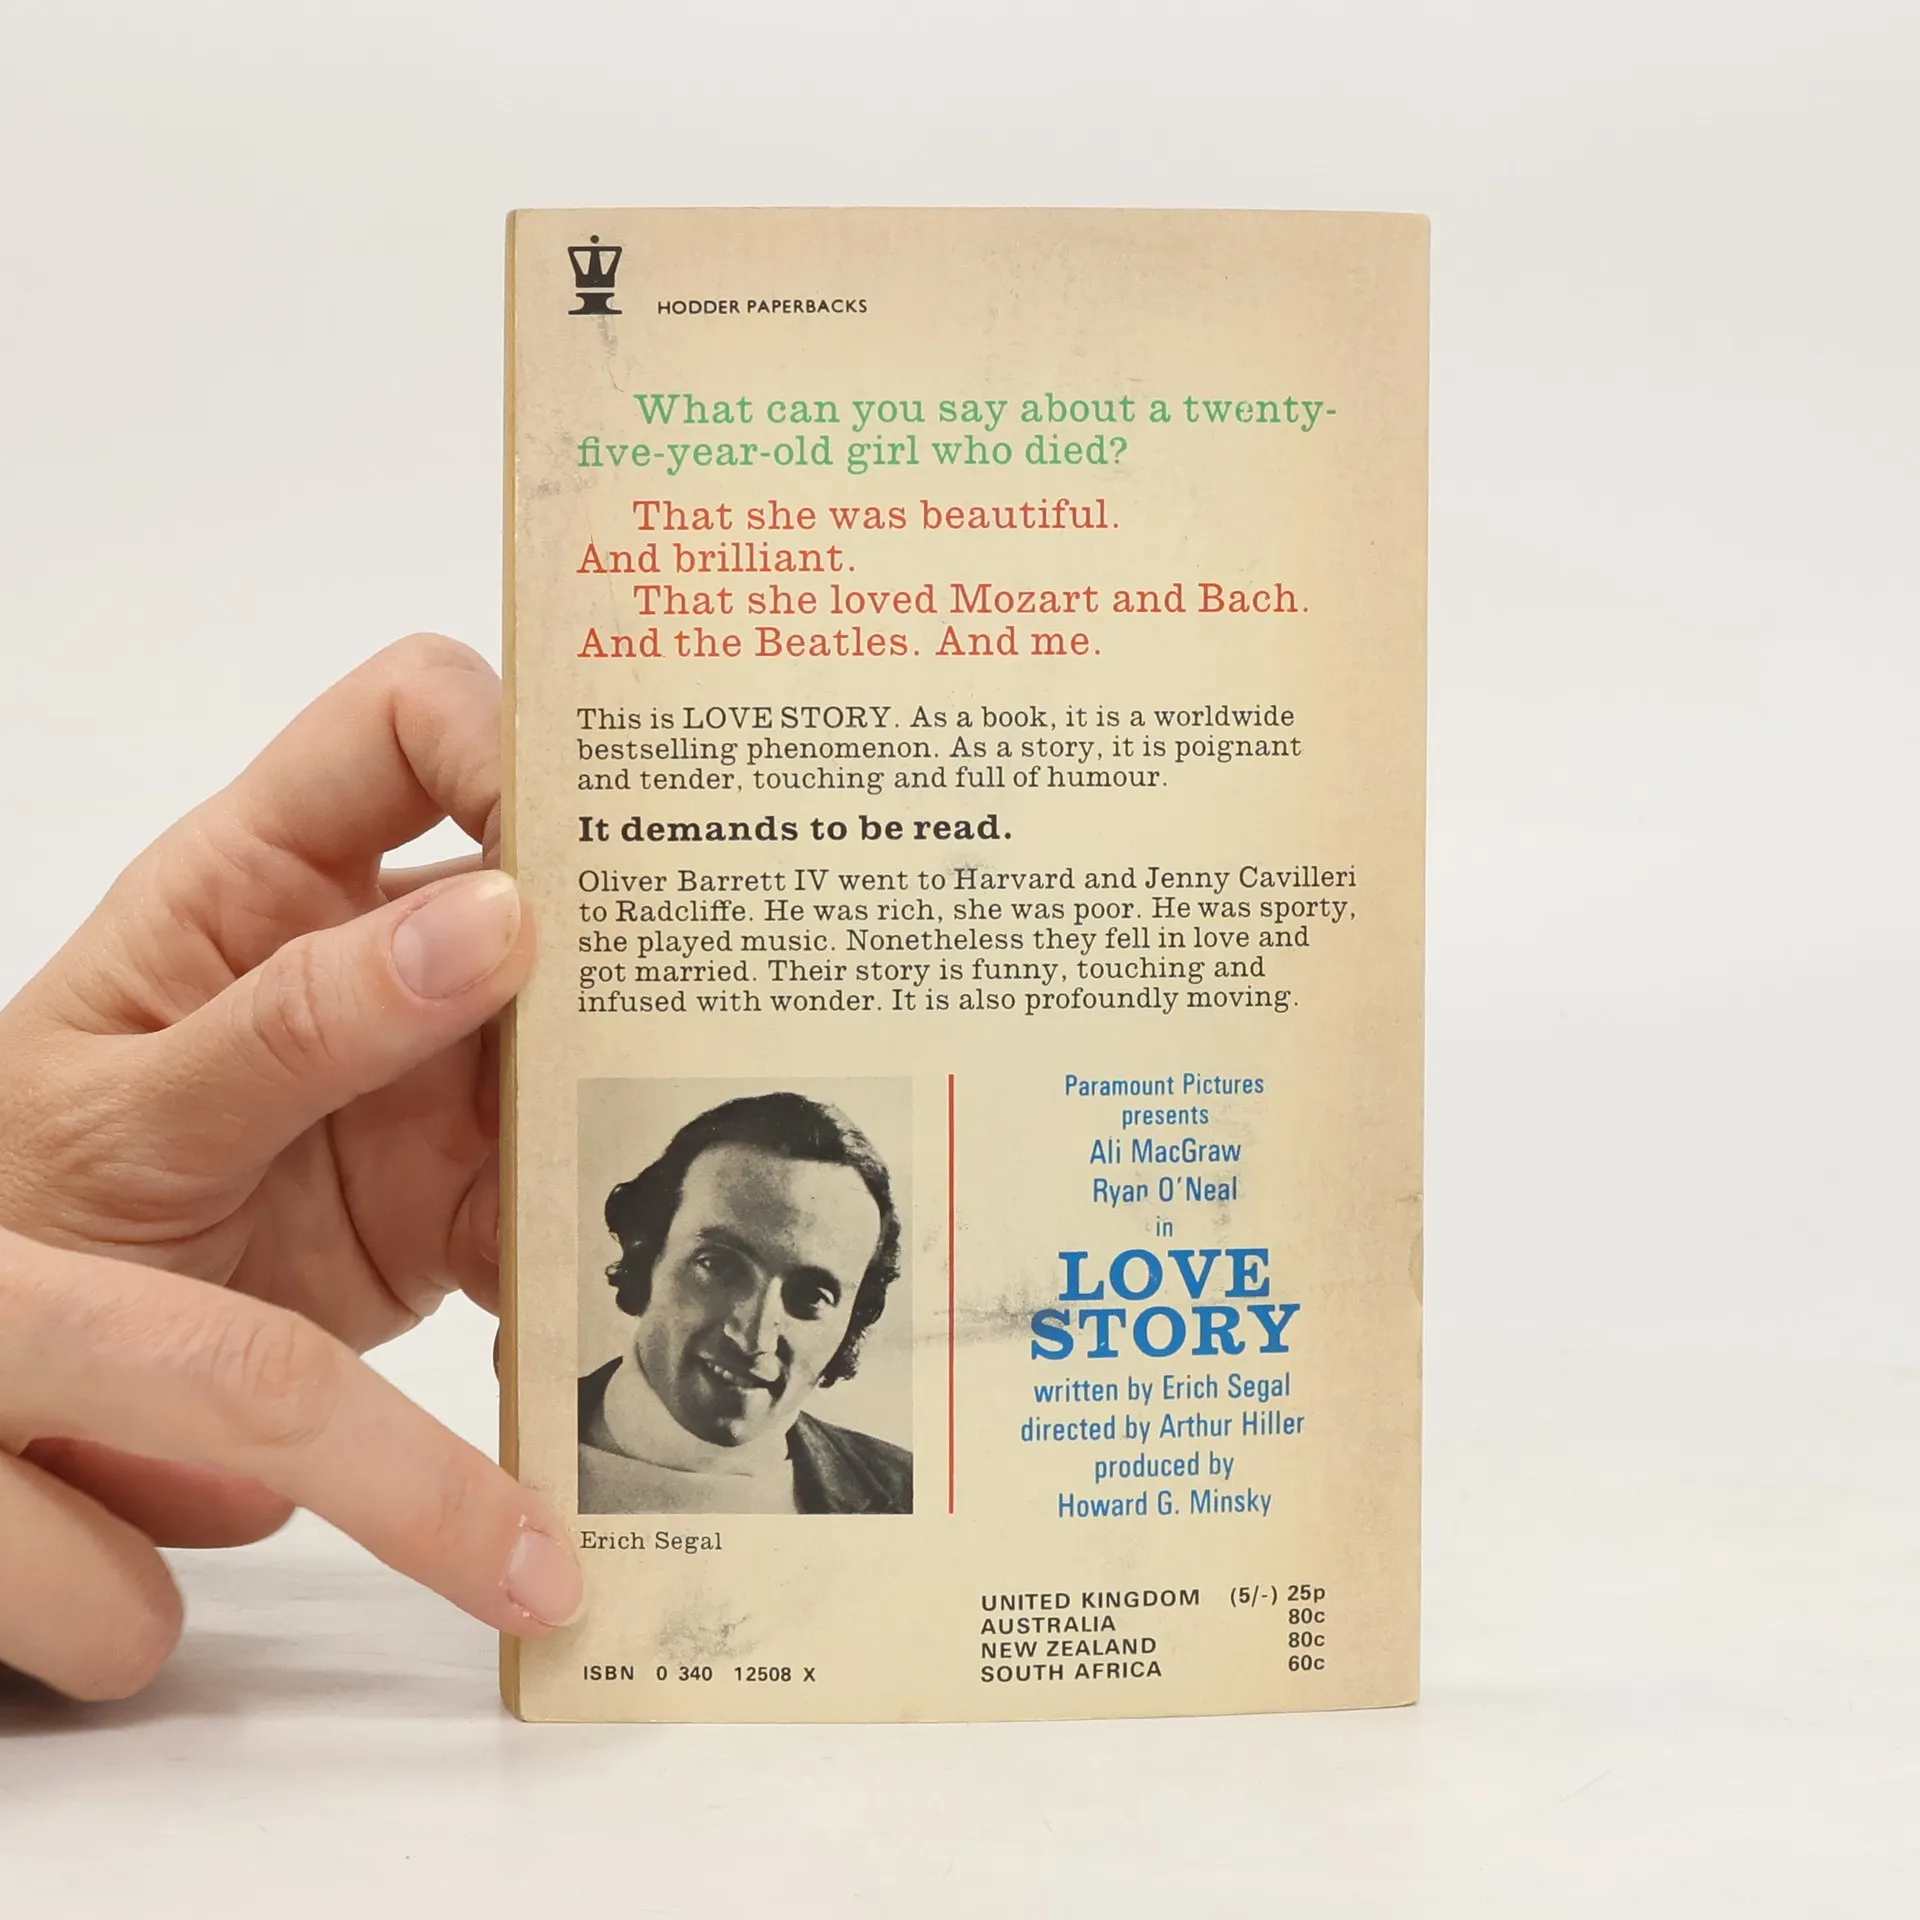 HODDER PAPERBACKS
What can you say about a twenty-
five-year-old girl who died?
That she was beautiful.
And brilliant.
That she loved Mozart and Bach.
And the Beatles. And me.
This is LOVE STORY. As a book, it is a worldwide
bestselling phenomenon. As a story, it is poignant
and tender, touching and full of humour.
It demands to be read.
Oliver Barrett IV went to Harvard and Jenny Cavilleri
to Radcliffe. He was rich, she was poor. He was sporty,
she played music. Nonetheless they fell in love and
got married. Their story is funny, touching and
infused with wonder. It is also profoundly moving.
Erich Segal
Paramount Pictures
presents
Ali MacGraw
Ryan O'Neal
in
LOVE
STORY
written by Erich Segal
directed by Arthur Hiller
produced by
Howard G. Minsky
ISBN 0 340 12508 X
UNITED KINGDOM (5/-) 25p
AUSTRALIA 80c
NEW ZEALAND 80c
SOUTH AFRICA 60c